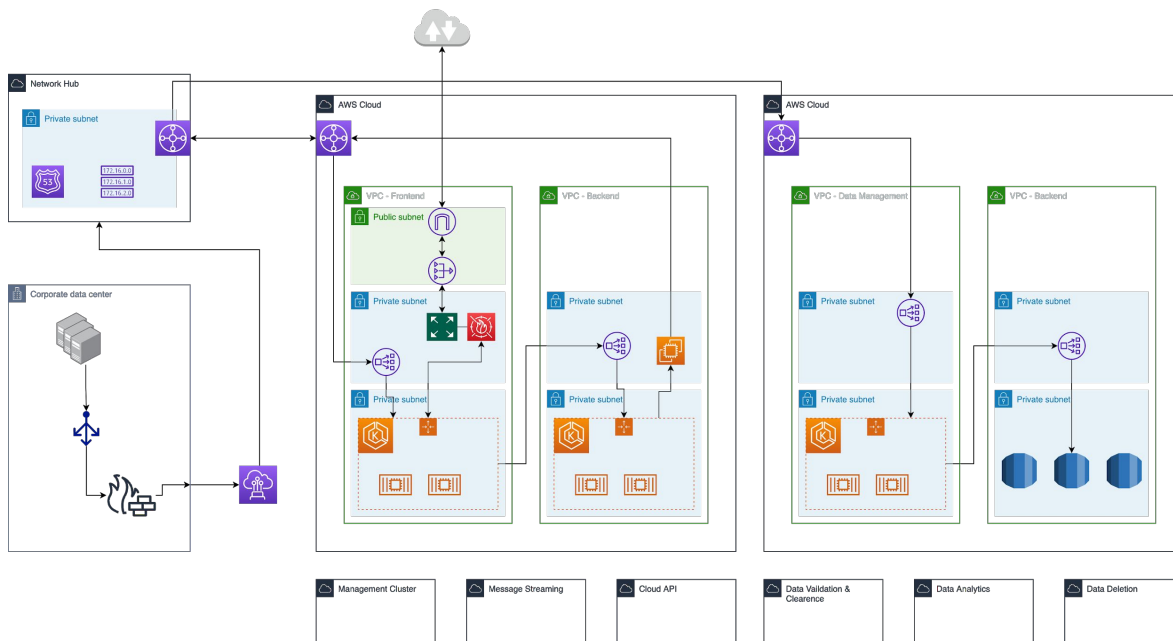 Network Hub
Private subnet
53
172.16.0.0
172.16.1.0
172.16.2.0
Corporate data center
AWS Cloud
VPC - Frontend
Public subnet
Private subnet
Private subnet
K
VPC - Backend
Private subnet
Private subnet
K
AWS Cloud
VPC - Data Management
Private subnet
Private subnet
K
VPC - Backend
Private subnet
Private subnet
Management Cluster
Message Streaming
Cloud API
Data Vaildation &
Clearence
Data Analytics
Data Deletion